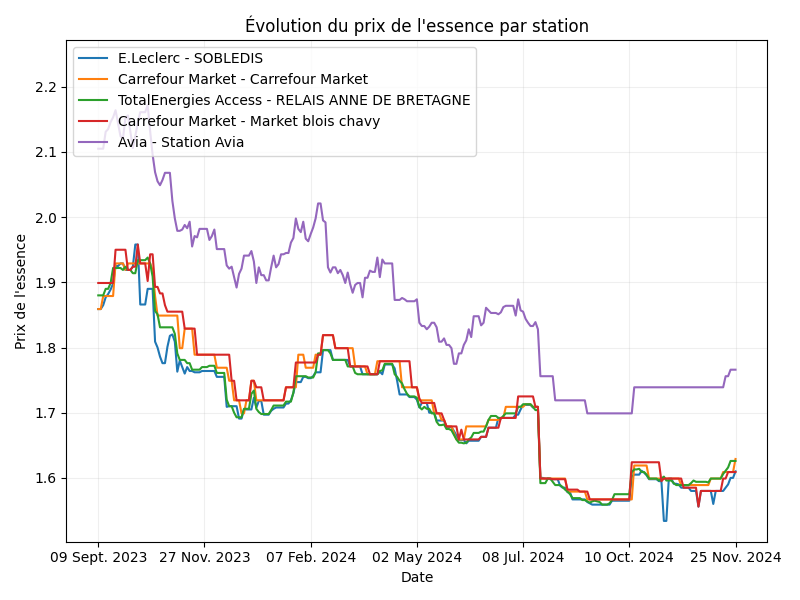 Évolution du prix de l'essence par station
E.Leclerc - SOBLEDIS
Carrefour Market - Carrefour Market
TotalEnergies Access - RELAIS ANNE DE BRETAGNE
Carrefour Market - Market blois chavy
Avia - Station Avia
Prix de l'essence
2.2
2.1
2.0
1.9
1.8
1.7
1.6
09 Sept. 2023 27 Nov. 2023 07 Feb. 2024 02 May 2024 08 Jul. 2024 10 Oct. 2024 25 Nov. 2024
Date